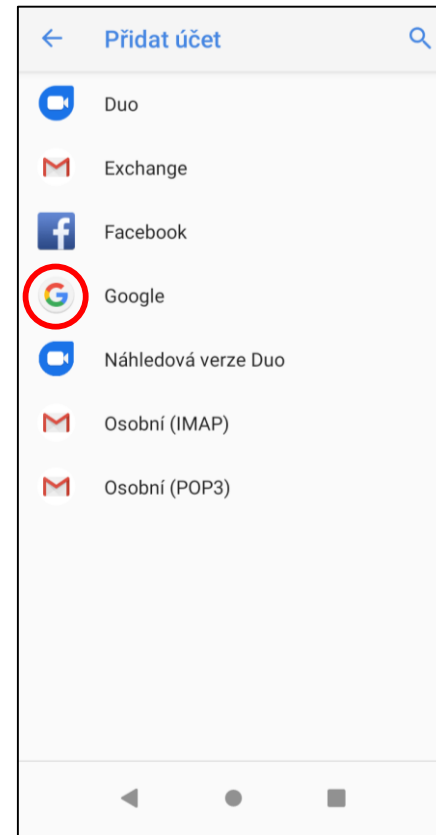 Přidat účet
Duo
Exchange
Facebook
Google
Náhledová verze Duo
Osobní (IMAP)
Osobní (POP3)